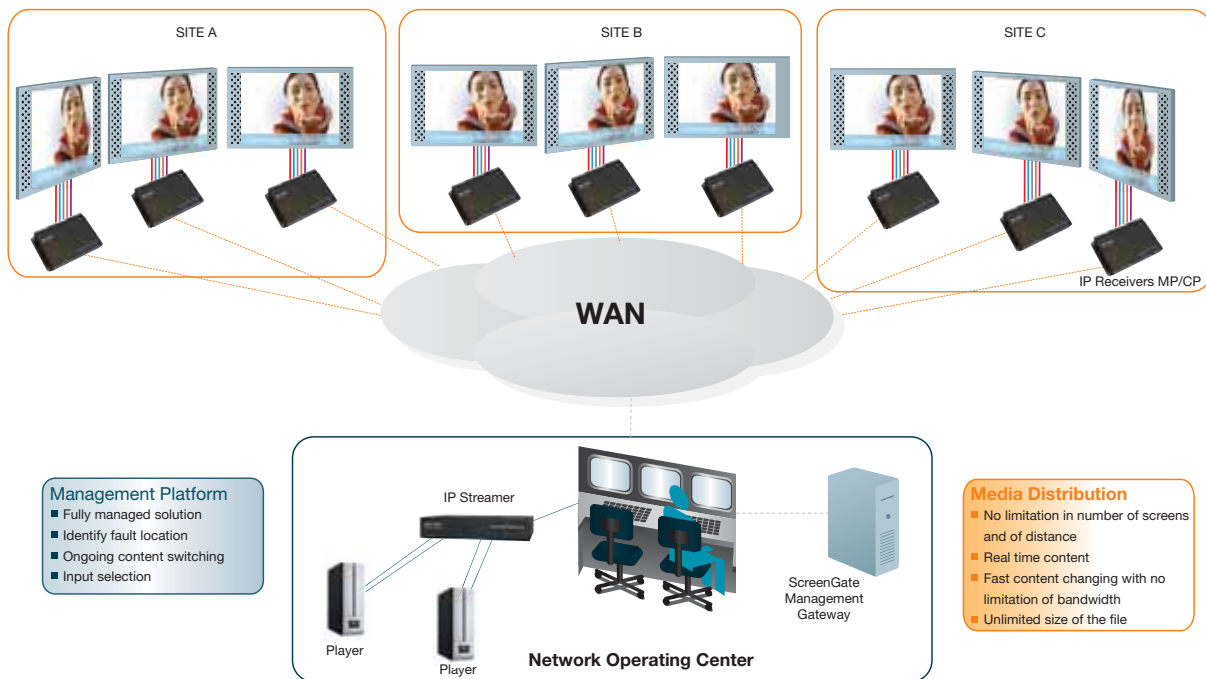 SITE A
SITE B
SITE C
IP Receivers MP/CP
WAN
Management Platform
Fully managed solution
Identify fault location
Ongoing content switching
Input selection
IP Streamer
Player
Player
ScreenGate
Management
Gateway
Network Operating Center
Media Distribution
No limitation in number of screens
and of distance
Real time content
Fast content changing with no
limitation of bandwidth
Unlimited size of the file